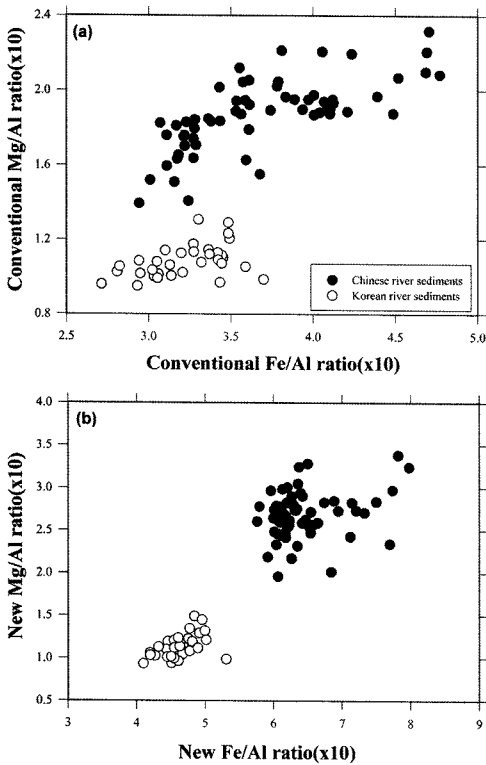 (a)
Conventional Mg/Al ratio(x10)
2.4
2.0
1.6
1.2
0.8
Chinese river sediments
Korean river sediments
2.5 3.0 3.5 4.0 4.5 5.0
Conventional Fe/Al ratio(x10)
(b)
New Mg/Al ratio(x10)
4.0
3.5
3.0
2.5
2.0
1.5
1.0
0.5
3 4 5 6 7 8 9
New Fe/Al ratio(x10)